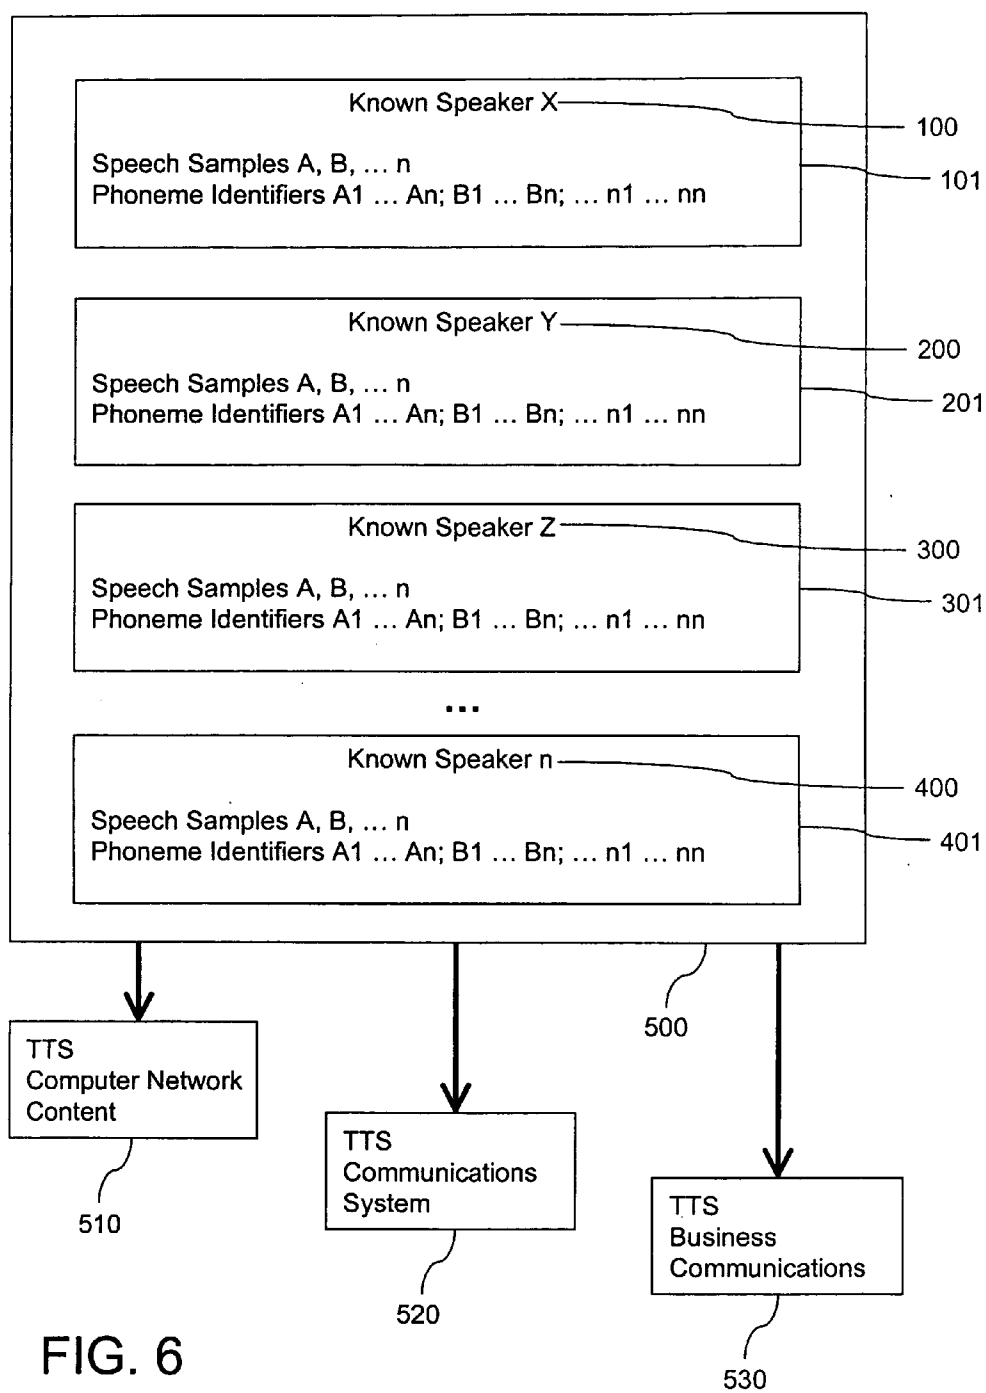 Known Speaker X
100
Speech Samples A, B, ... n
101
Phoneme Identifiers A1 ... An; B1 ... Bn; ... n1 ... nn
Known Speaker Y
200
Speech Samples A, B, ... n
201
Phoneme Identifiers A1 ... An; B1 ... Bn; ... n1 ... nn
Known Speaker Z
300
Speech Samples A, B, ... n
301
Phoneme Identifiers A1 ... An; B1 ... Bn; ... n1 ... nn
...
Known Speaker n
400
Speech Samples A, B, ... n
401
Phoneme Identifiers A1 ... An; B1 ... Bn; ... n1 ... nn
500
TTS
Computer Network
Content
510
TTS
Communications
System
520
TTS
Business
Communications
530
FIG. 6